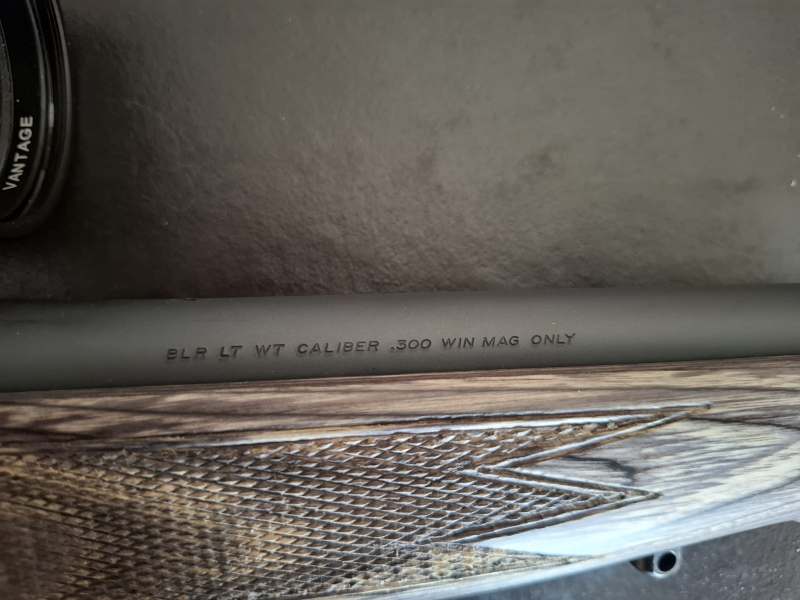 VANTAGE
BLR LT WT CALIBER .300 WIN MAG ONLY